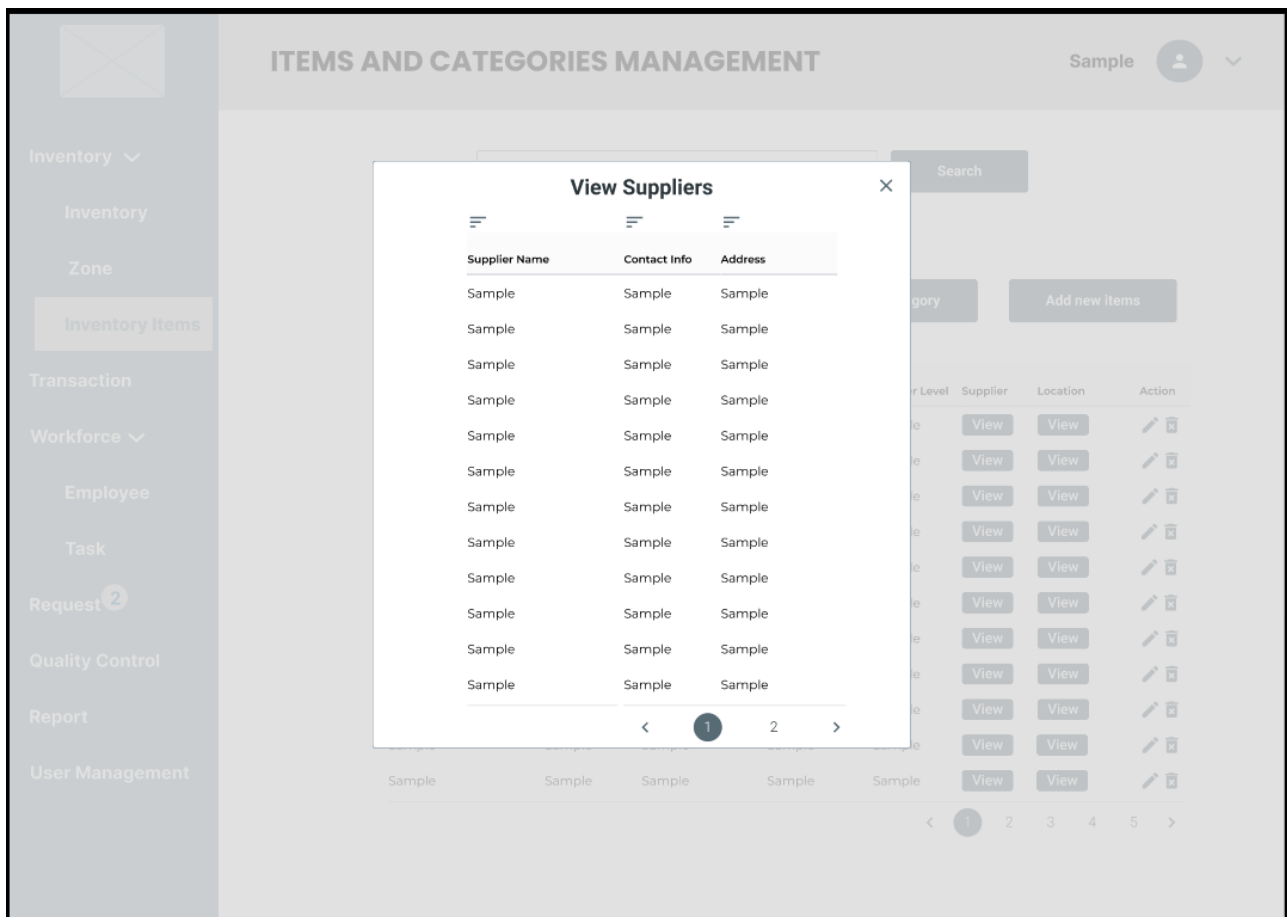 ITEMS AND CATEGORIES MANAGEMENT
Sample
Inventory
Inventory
Zone
Inventory Items
Transaction
Workforce
Employee
Task
Request 2
Quality Control
Report
User Management
Search
Add new items
View Suppliers
Supplier Name Contact Info Address
Sample Sample Sample
Sample Sample Sample
Sample Sample Sample
Sample Sample Sample
Sample Sample Sample
Sample Sample Sample
Sample Sample Sample
Sample Sample Sample
Sample Sample Sample
Sample Sample Sample
Sample Sample Sample
Sample Sample Sample
1 2
Level Supplier Location Action
View View
View View
View View
View View
View View
View View
View View
View View
View View
View View
Sample Sample Sample Sample Sample View View
1 2 3 4 5